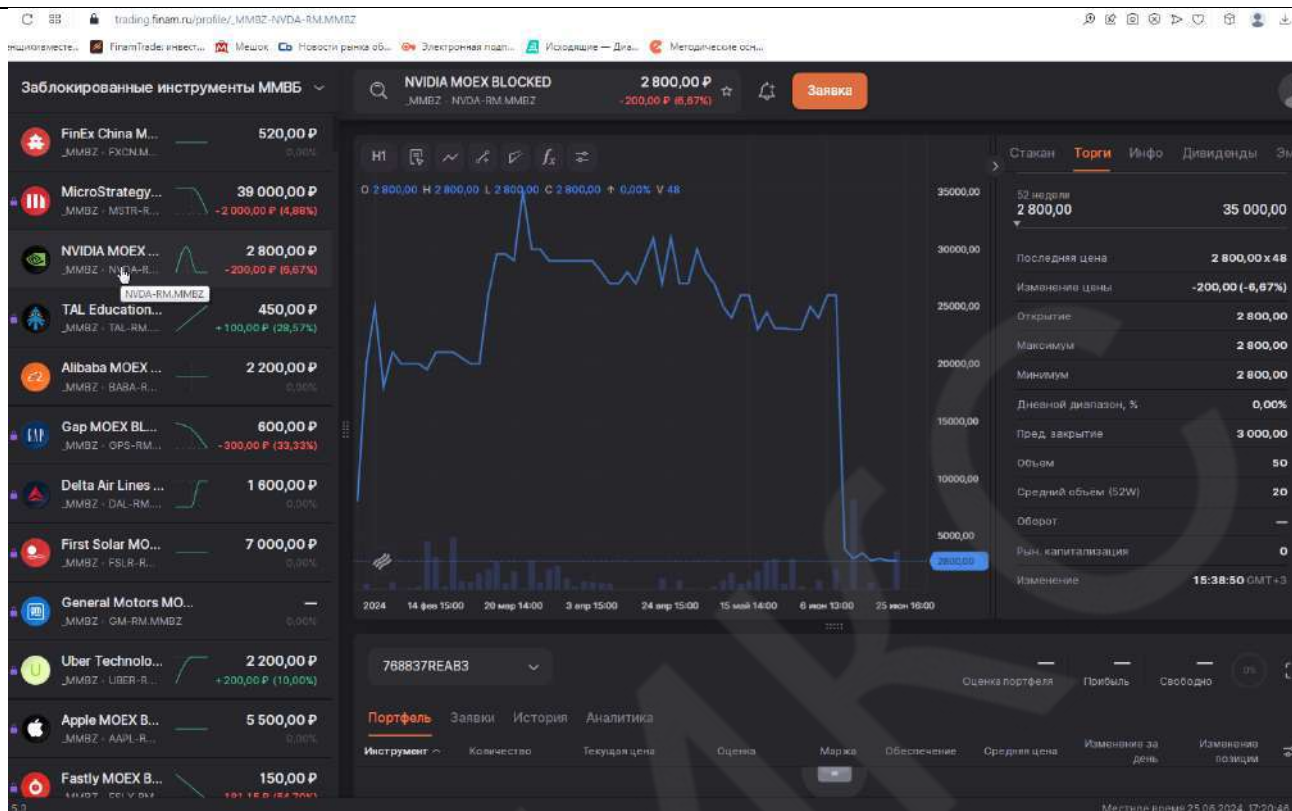 trading.finam.ru/profile/_MMBZ-NVDA-RM.MMBZ
FinamTrade: инвест... Мешок Новости рынка об... Электронная подп... Исходящие — Диа... Методические осн...
Заблокированные инструменты ММВБ
NVIDIA MOEX BLOCKED 2 800,00 ₽
_MMBZ · NVDA-RM.MMBZ -200,00 ₽ (6,67%)
Заявка
FinEx China M... 520,00 ₽
_MMBZ · FXCN.M... 0,00%
MicroStrategy... 39 000,00 ₽
_MMBZ · MSTR-R... -2 000,00 ₽ (4,88%)
NVIDIA MOEX ... 2 800,00 ₽
_MMBZ · NVDA-R... -200,00 ₽ (6,67%)
NVDA-RM.MMBZ
TAL Education... 450,00 ₽
_MMBZ · TAL-RM.... +100,00 ₽ (28,57%)
Alibaba MOEX ... 2 200,00 ₽
_MMBZ · BABA-R... 0,00%
Gap MOEX BL... 600,00 ₽
_MMBZ · GPS-RM... -300,00 ₽ (33,33%)
Delta Air Lines ... 1 600,00 ₽
_MMBZ · DAL-RM.... 0,00%
First Solar MO... 7 000,00 ₽
_MMBZ · FSLR-R... 0,00%
General Motors MO... —
_MMBZ · GM-RM.MMBZ 0,00%
Uber Technolo... 2 200,00 ₽
_MMBZ · UBER-R... +200,00 ₽ (10,00%)
Apple MOEX B... 5 500,00 ₽
_MMBZ · AAPL-R... 0,00%
Fastly MOEX B... 150,00 ₽
H1
O 2 800,00 H 2 800,00 L 2 800,00 C 2 800,00 0,00% V 48
35000,00
30000,00
25000,00
20000,00
15000,00
10000,00
5000,00
2800,00
2024 14 фев 15:00 20 мар 14:00 3 апр 15:00 24 апр 15:00 15 май 14:00 6 июн 13:00 25 июн 16:00
Стакан Торги Инфо Дивиденды Эм
52 недели
2 800,00 35 000,00
Последняя цена 2 800,00 x 48
Изменение цены -200,00 (-6,67%)
Открытие 2 800,00
Максимум 2 800,00
Минимум 2 800,00
Дневной диапазон, % 0,00%
Пред. закрытие 3 000,00
Объем 50
Средний объем (52W) 20
Оборот —
Рын. капитализация 0
Изменение 15:38:50 GMT+3
768837REAB3
— — — 0%
Оценка портфеля Прибыль Свободно
Портфель Заявки История Аналитика
Инструмент Количество Текущая цена Оценка Маржа Обеспечение Средняя цена Изменение за день Изменение позиции
Местное время 25.06.2024, 17:20:46